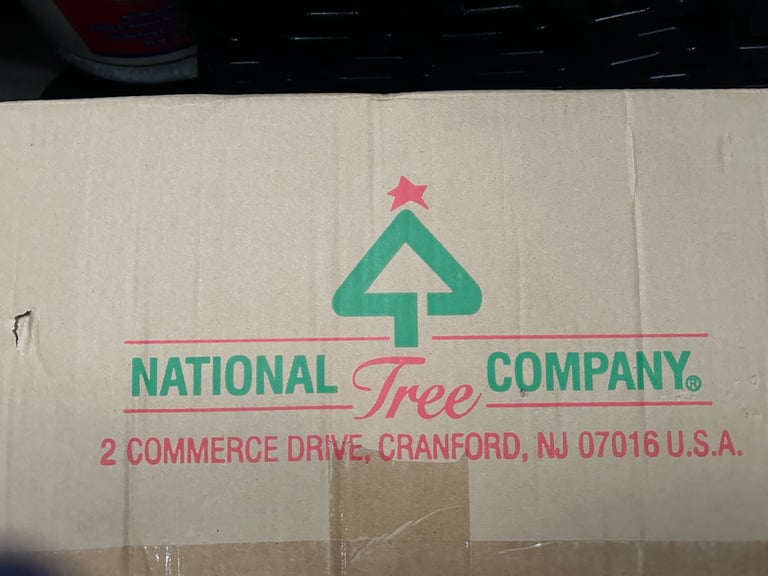 NATIONAL Tree COMPANY®
2 COMMERCE DRIVE, CRANFORD, NJ 07016 U.S.A.